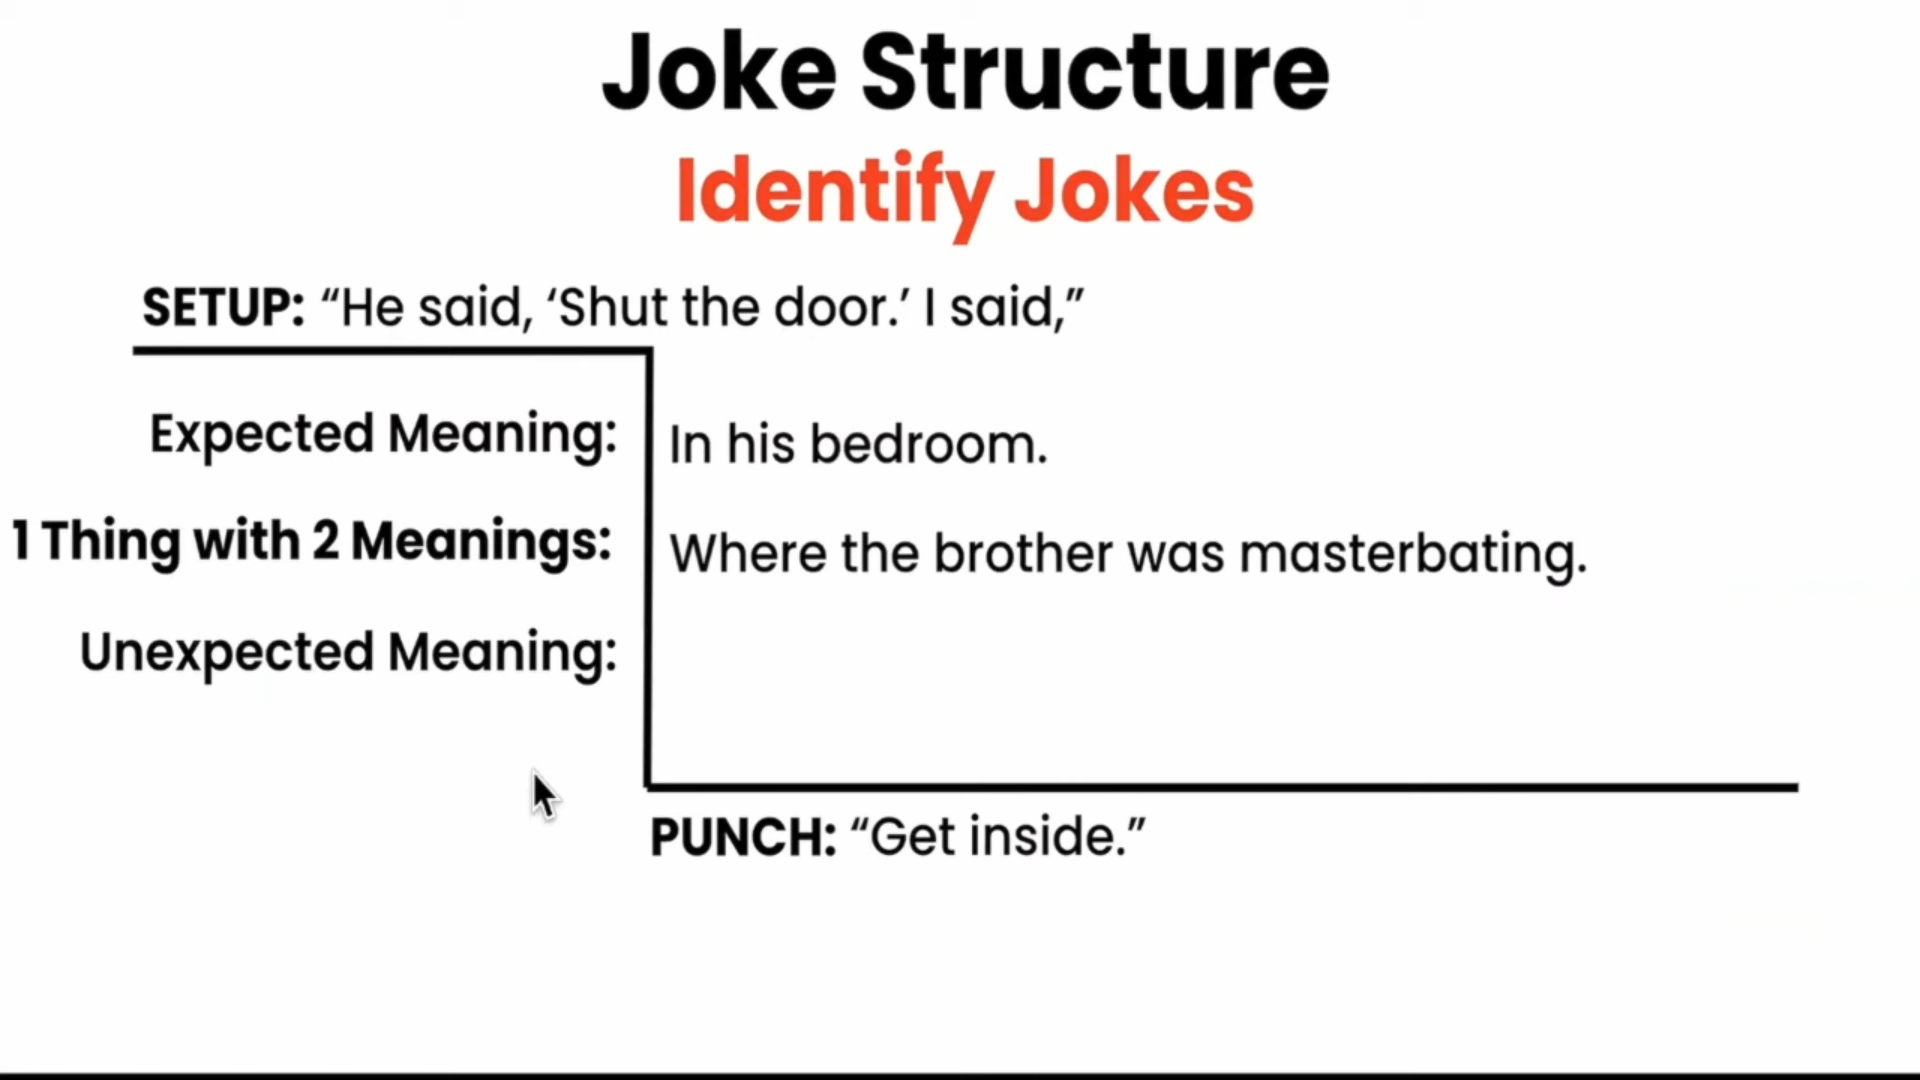 Joke Structure
Identify Jokes
SETUP: “He said, ‘Shut the door.’ I said,”
Expected Meaning:
In his bedroom.
1 Thing with 2 Meanings:
Where the brother was masterbating.
Unexpected Meaning:
PUNCH: “Get inside.”